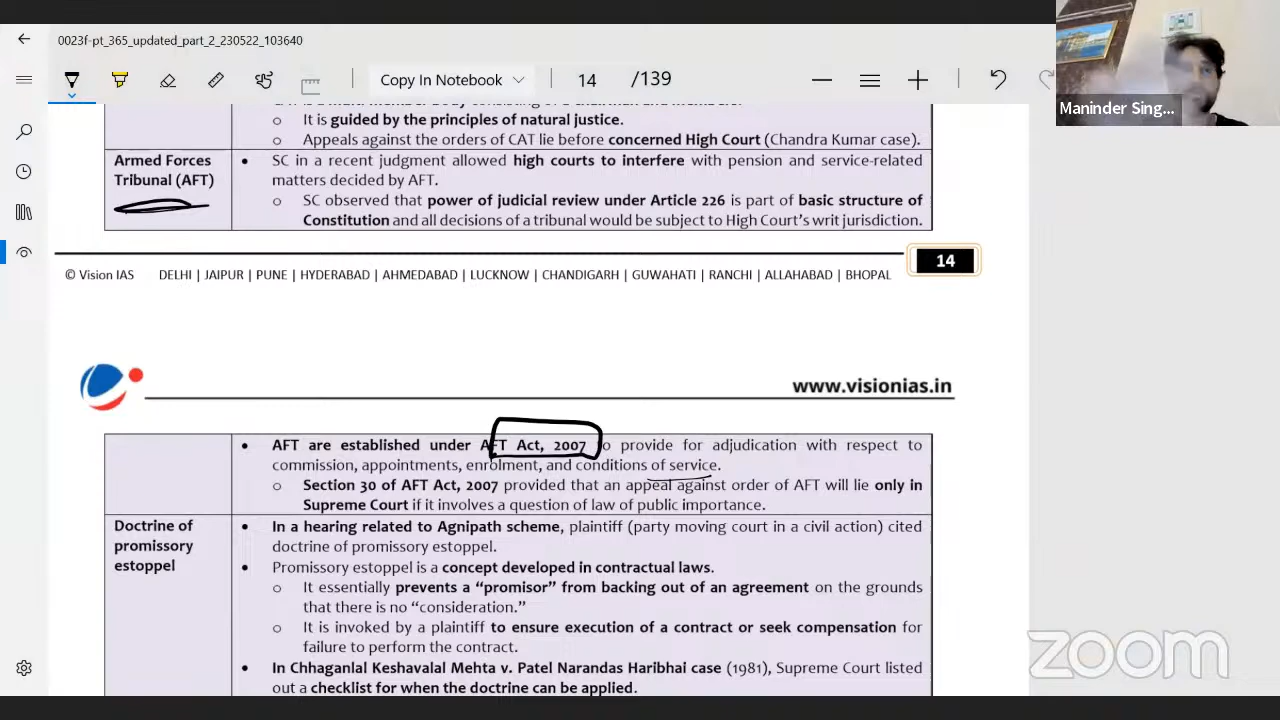 0023f-pt_365_updated_part_2_230522_103640
Maninder Sing...
Copy In Notebook
14 /139
o It is guided by the principles of natural justice.
o Appeals against the orders of CAT lie before concerned High Court (Chandra Kumar case).
Armed Forces
Tribunal (AFT)
• SC in a recent judgment allowed high courts to interfere with pension and service-related
matters decided by AFT.
o SC observed that power of judicial review under Article 226 is part of basic structure of
Constitution and all decisions of a tribunal would be subject to High Court's writ jurisdiction.
14
© Vision IAS DELHI | JAIPUR | PUNE | HYDERABAD | AHMEDABAD | LUCKNOW | CHANDIGARH | GUWAHATI | RANCHI | ALLAHABAD | BHOPAL
www.visionias.in
• AFT are established under AFT Act, 2007 to provide for adjudication with respect to
commission, appointments, enrolment, and conditions of service.
o Section 30 of AFT Act, 2007 provided that an appeal against order of AFT will lie only in
Supreme Court if it involves a question of law of public importance.
Doctrine of
promissory
estoppel
• In a hearing related to Agnipath scheme, plaintiff (party moving court in a civil action) cited
doctrine of promissory estoppel.
• Promissory estoppel is a concept developed in contractual laws.
o It essentially prevents a “promisor” from backing out of an agreement on the grounds
that there is no “consideration.”
o It is invoked by a plaintiff to ensure execution of a contract or seek compensation for
failure to perform the contract.
• In Chhaganlal Keshavalal Mehta v. Patel Narandas Haribhai case (1981), Supreme Court listed
out a checklist for when the doctrine can be applied.
zoom